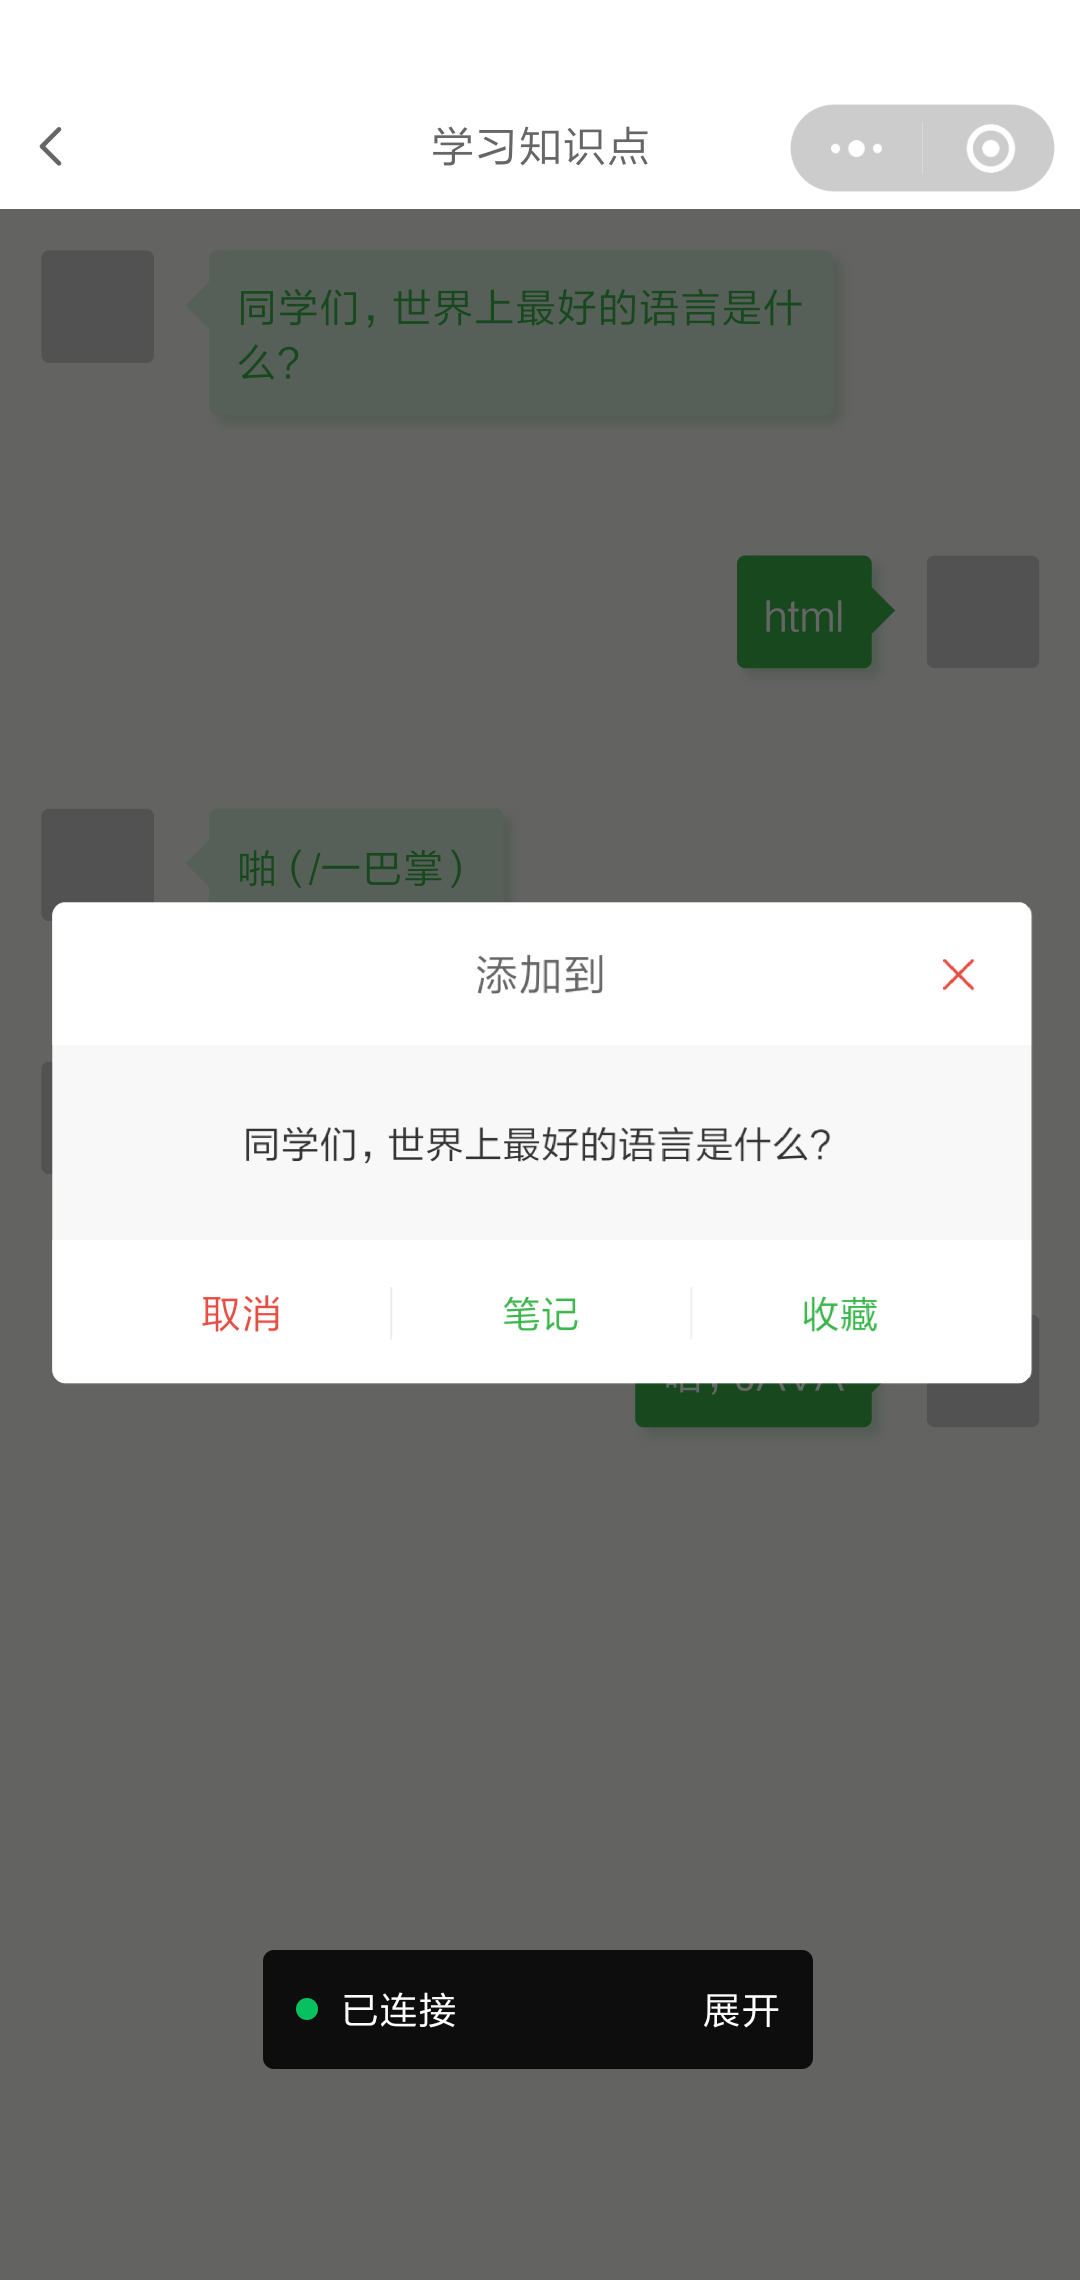 学习知识点
同学们，世界上最好的语言是什
么?
html
啪（/一巴掌）
添加到
同学们，世界上最好的语言是什么?
取消
笔记
收藏
JAVA
已连接
展开